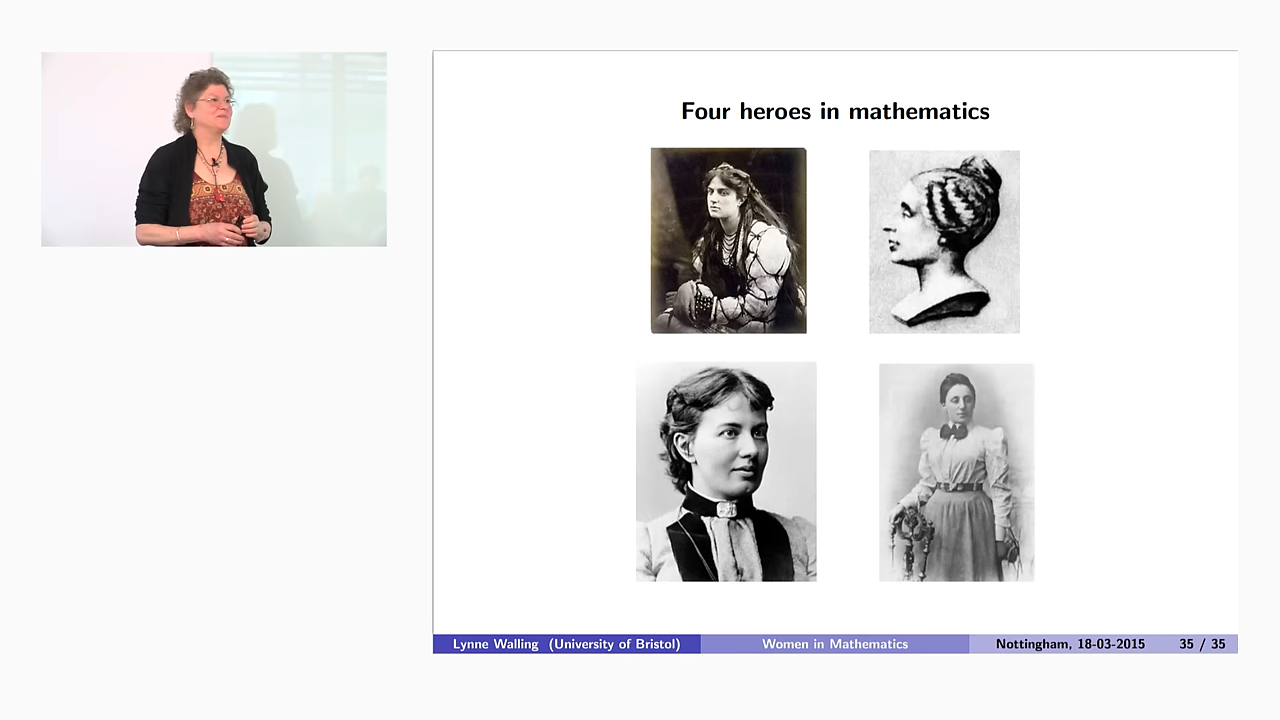 Four heroes in mathematics
Lynne Walling (University of Bristol) Women in Mathematics Nottingham, 18-03-2015 35 / 35